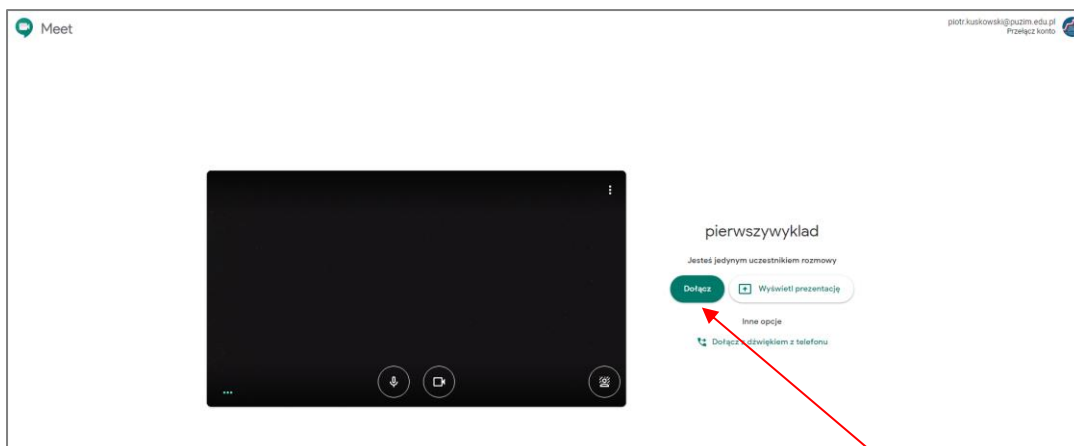 Meet
piotr.kuskowski@puzim.edu.pl
Przełącz konto
pierwszywyklad
Jesteś jedynym uczestnikiem rozmowy
Dołącz
Wyświetl prezentację
Inne opcje
Dołącz z dźwiękiem z telefonu